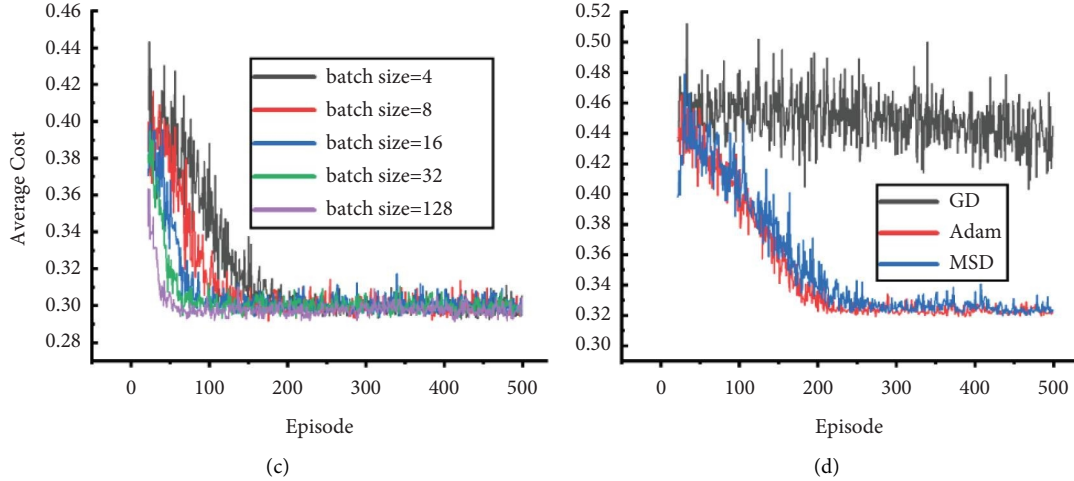 0.46
0.44
0.42
0.40
0.38
0.36
0.34
0.32
0.30
0.28
Average Cost
batch size=4
batch size=8
batch size=16
batch size=32
batch size=128
0
100
200
300
400
500
Episode
(c)
0.52
0.50
0.48
0.46
0.44
0.42
0.40
0.38
0.36
0.34
0.32
0.30
GD
Adam
MSD
0
100
200
300
400
500
Episode
(d)